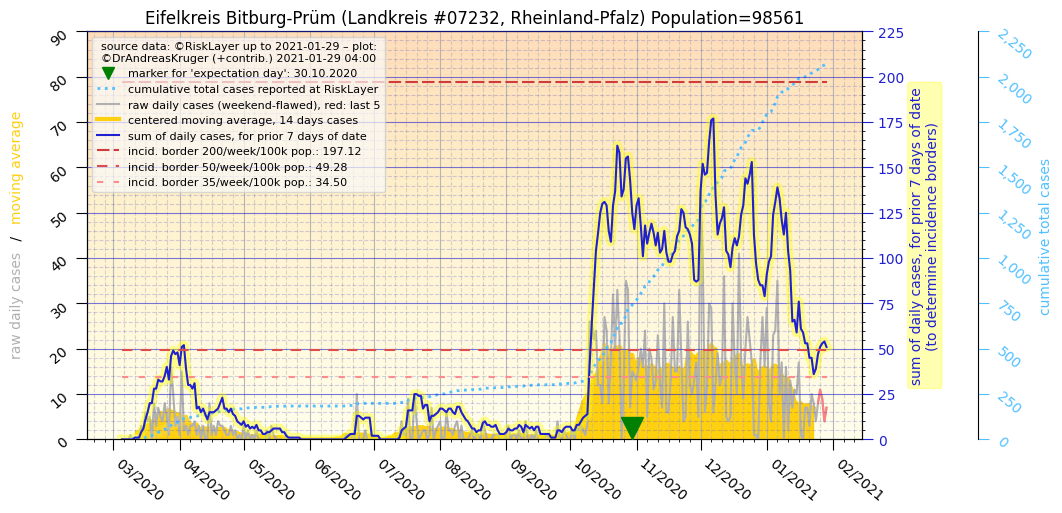 Eifelkreis Bitburg-Prüm (Landkreis #07232, Rheinland-Pfalz) Population=98561
source data: ©RiskLayer up to 2021-01-29 – plot:
©DrAndreasKruger (+contrib.) 2021-01-29 04:00
marker for 'expectation day': 30.10.2020
cumulative total cases reported at RiskLayer
raw daily cases (weekend-flawed), red: last 5
centered moving average, 14 days cases
sum of daily cases, for prior 7 days of date
incid. border 200/week/100k pop.: 197.12
incid. border 50/week/100k pop.: 49.28
incid. border 35/week/100k pop.: 34.50
raw daily cases / moving average
90
80
70
60
50
40
30
20
10
0
225
200
175
150
125
100
75
50
25
0
sum of daily cases, for prior 7 days of date
(to determine incidence borders)
2,250
2,000
1,750
1,500
1,250
1,000
750
500
250
0
cumulative total cases
03/2020
04/2020
05/2020
06/2020
07/2020
08/2020
09/2020
10/2020
11/2020
12/2020
01/2021
02/2021